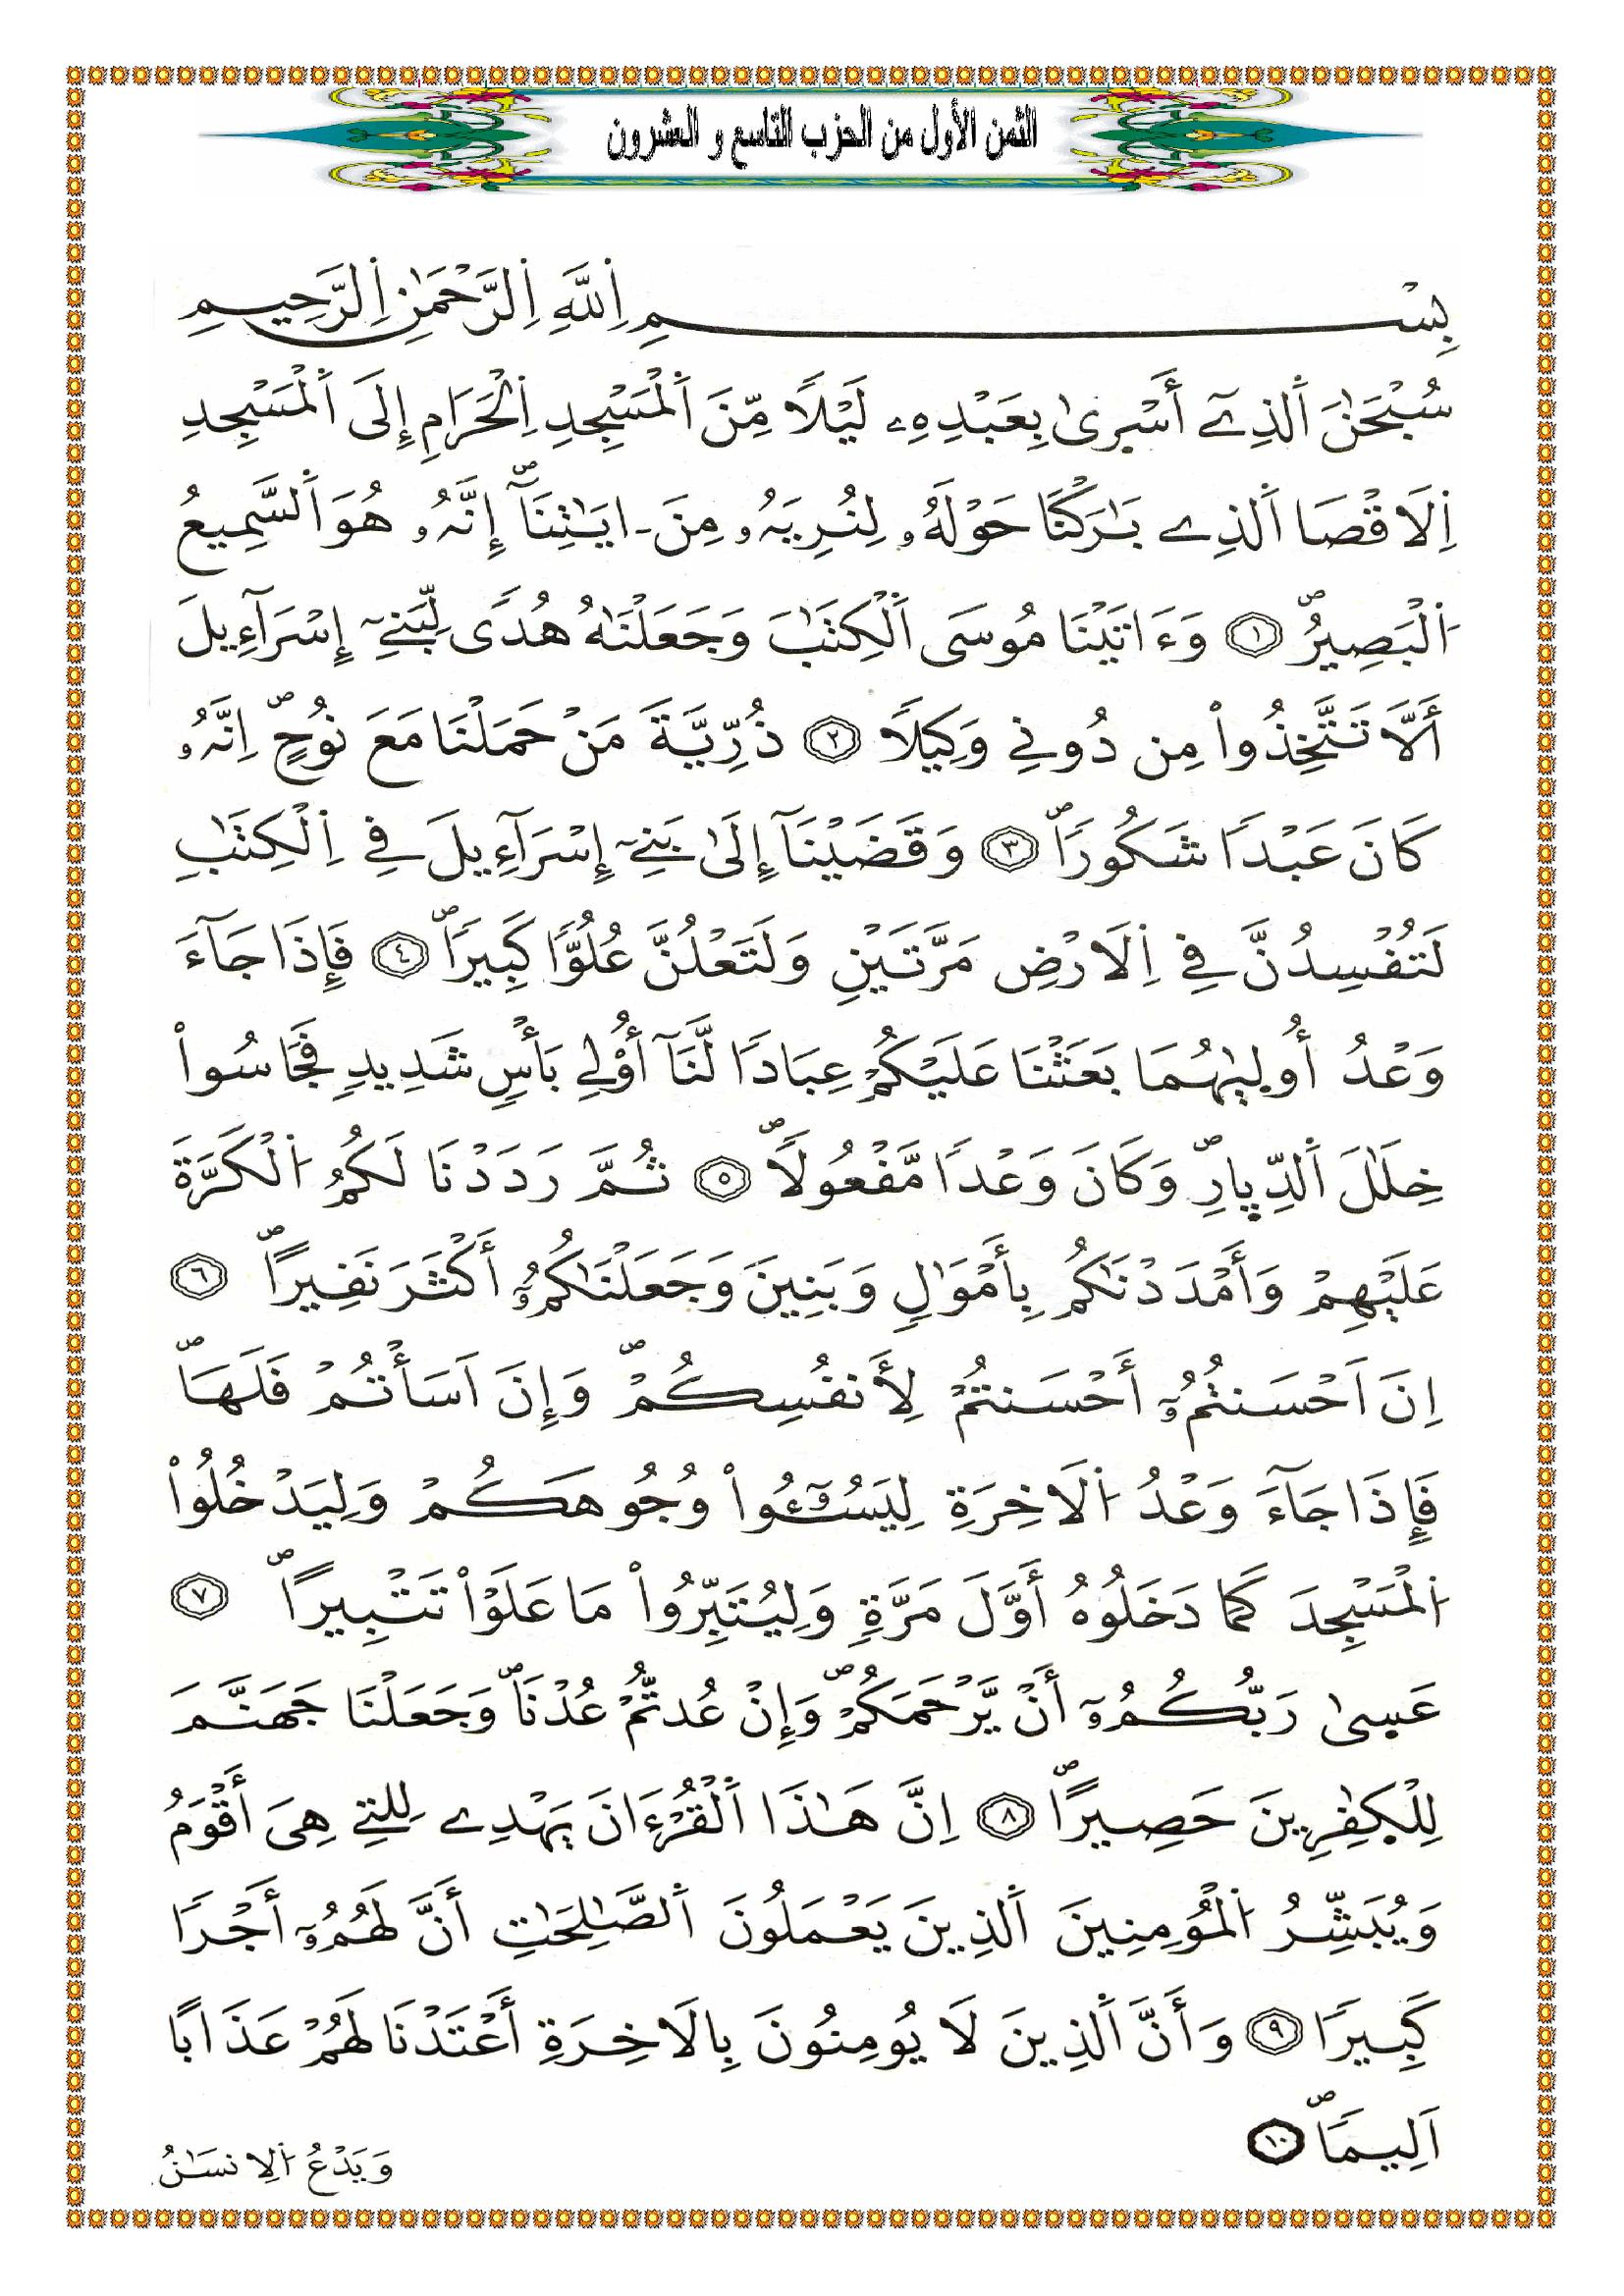 الثمن الأول من الحزب التاسع و العشرون
بِسْمِ اِ۬للَّهِ اِ۬لرَّحْمَٰنِ اِ۬لرَّحِيمِ
سُبْحَٰنَ اَ۬لذِےٓ أَسْر۪يٰ بِعَبْدِهِۦ لَيْلاً مِّنَ اَ۬لْمَسْجِدِ اِ۬لْحَرَامِ إِلَى اَ۬لْمَسْجِدِ
اِ۬لَاقْصَا اَ۬لذِے بَٰرَكْنَا حَوْلَهُۥ لِنُرِيَهُۥ مِنَ ـ ايَٰتِنَآۖ إِنَّهُۥ هُوَ اَ۬لسَّمِيعُ
اُ۬لْبَصِيرُۖ ١ وَءَاتَيْنَا مُوسَى اَ۬لْكِتَٰبَ وَجَعَلْنَٰهُ هُدىً لِّبَنِےٓ إِسْرَآءِيلَ
أَلَّا تَتَّخِذُواْ مِن دُونِے وَكِيلاً ٢ ذُرِّيَّةَ مَنْ حَمَلْنَا مَعَ نُوحٍۖ اِنَّهُۥ
كَانَ عَبْداً شَكُوراًۖ ٣ وَقَضَيْنَآ إِلَىٰ بَنِےٓ إِسْرَآءِيلَ فِے اِ۬لْكِتَٰبِ
لَتُفْسِدُنَّ فِے اِ۬لَارْضِ مَرَّتَيْنِ وَلَتَعْلُنَّ عُلُوّاً كَبِيراًۖ ٤ فَإِذَا جَآءَ
وَعْدُ أُول۪يٰهُمَا بَعَثْنَا عَلَيْكُمْ عِبَاداً لَّنَآ أُوْلِے بَأْسٍ شَدِيدٍ فَجَاسُواْ
خِلَٰلَ اَ۬لدِّي۪ارِۖ وَكَانَ وَعْداً مَّفْعُولاًۖ ٥ ثُمَّ رَدَدْنَا لَكُمُ اُ۬لْكَرَّةَ
عَلَيْهِمْ وَأَمْدَدْنَٰكُم بِأَمْوَٰلٍ وَبَنِينَ وَجَعَلْنَٰكُمُۥٓ أَكْثَرَ نَفِيراًۖ ٦
اِنَ اَحْسَنتُمُۥٓ أَحْسَنتُمْ لِأَنفُسِكُمْۖ وَإِنَ اَسَأْتُمْ فَلَهَاۖ
فَإِذَا جَآءَ وَعْدُ اُ۬لَاخِرَةِ لِيَسُـُٔواْ وُجُوهَكُمْ وَلِيَدْخُلُواْ
اُ۬لْمَسْجِدَ كَمَا دَخَلُوهُ أَوَّلَ مَرَّةٍ وَلِيُتَبِّرُواْ مَا عَلَوْاْ تَتْبِيراًۖ ٧
عَس۪يٰ رَبُّكُمُۥٓ أَنْ يَّرْحَمَكُمْۖ وَإِنْ عُدتُّمْ عُدْنَاۖ وَجَعَلْنَا جَهَنَّمَ
لِلْكٰ۪فِرِينَ حَصِيراًۖ ٨ اِنَّ هَٰذَا اَ۬لْقُرْءَانَ يَهْدِے لِلتِے هِيَ أَقْوَمُ
وَيُبَشِّرُ اُ۬لْمُومِنِينَ اَ۬لذِينَ يَعْمَلُونَ اَ۬لصَّٰلِحَٰتِ أَنَّ لَهُمُۥٓ أَجْراً
كَبِيراً ٩ وَأَنَّ اَ۬لذِينَ لَا يُومِنُونَ بِالَاخِرَةِ أَعْتَدْنَا لَهُمْ عَذَاباً
اَلِيماًۖ ١٠
وَيَدْعُ اُ۬لِانسَٰنُ